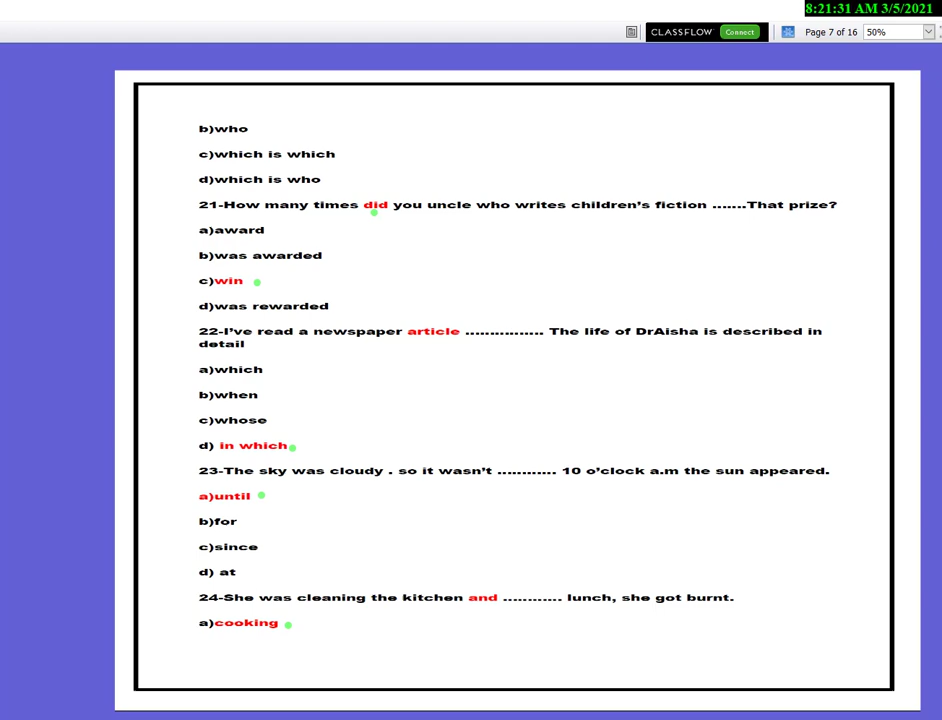 8:21:31 AM 3/5/2021
CLASSFLOW Connect Page 7 of 16 50%
b)who
c)which is which
d)which is who
21-How many times did you uncle who writes children's fiction .......That prize?
a)award
b)was awarded
c)win
d)was rewarded
22-I've read a newspaper article ................ The life of DrAisha is described in
detail
a)which
b)when
c)whose
d) in which
23-The sky was cloudy . so it wasn't ........... 10 o'clock a.m the sun appeared.
a)until
b)for
c)since
d) at
24-She was cleaning the kitchen and ............ lunch, she got burnt.
a)cooking